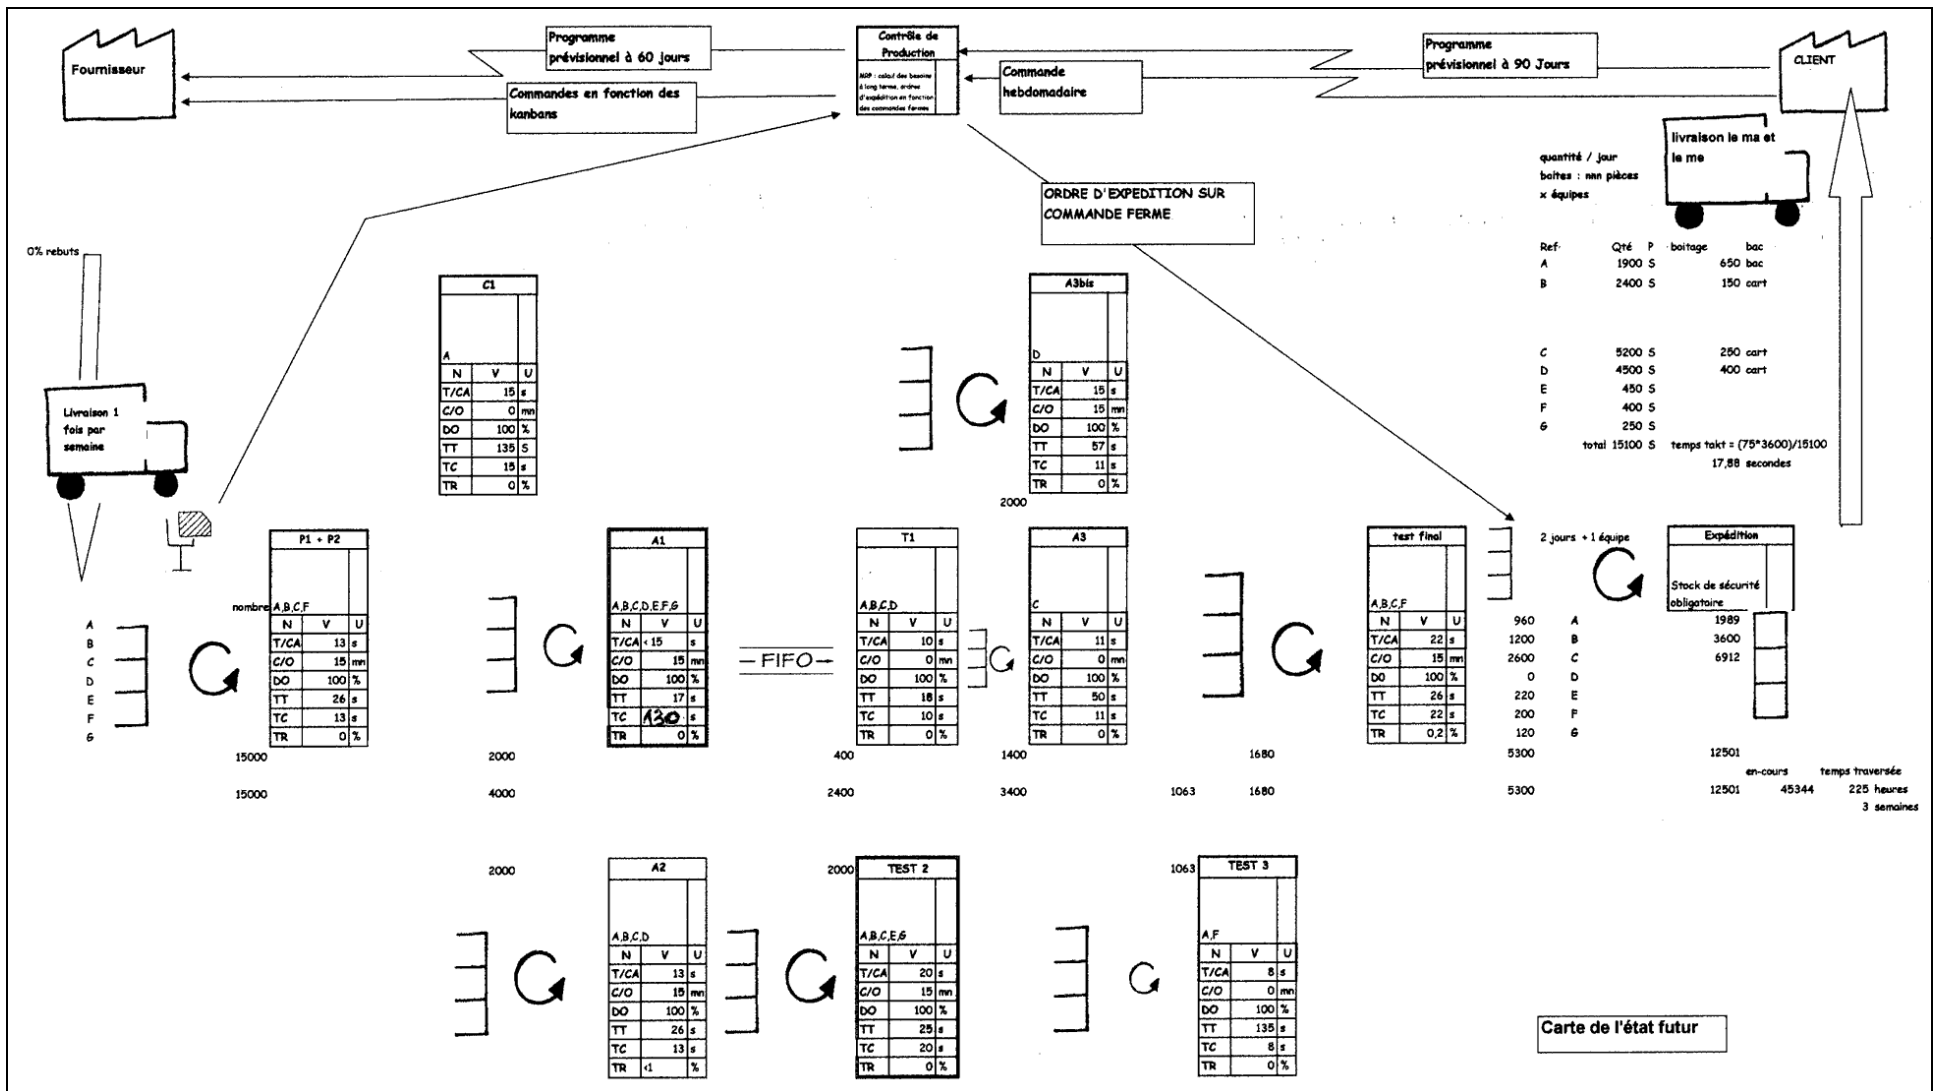 Fournisseur
Programme
prévisionnel à 60 jours
Commandes en fonction des
kanbans
Contrôle de
Production
MRP : calcul des besoins
à long terme, ordres
d'expédition en fonction
des commandes fermes
Commande
hebdomadaire
Programme
prévisionnel à 90 Jours
CLIENT
livraison le ma et
le me
quantité / jour
boites : nnn pièces
x équipes
ORDRE D'EXPEDITION SUR
COMMANDE FERME
Ref Qté P boitage bac
A 1900 S 650 bac
B 2400 S 150 cart
C 5200 S 250 cart
D 4500 S 400 cart
E 450 S
F 400 S
G 250 S
total 15100 S temps takt = (75*3600)/15100
17,88 secondes
0% rebuts
Livraison 1
fois par
semaine
C1
A
N V U
T/CA 15 s
C/O 0 mn
DO 100 %
TT 135 S
TC 15 s
TR 0 %
A3bis
D
N V U
T/CA 15 s
C/O 15 mn
DO 100 %
TT 57 s
TC 11 s
TR 0 %
2000
A
B
C
D
E
F
G
P1 + P2
nombre A,B,C,F
N V U
T/CA 13 s
C/O 15 mn
DO 100 %
TT 26 s
TC 13 s
TR 0 %
A1
A,B,C,D,E,F,G
N V U
T/CA <15 s
C/O 15 mn
DO 100 %
TT 17 s
TC 130 s
TR 0 %
FIFO
T1
A,B,C,D
N V U
T/CA 10 s
C/O 0 mn
DO 100 %
TT 18 s
TC 10 s
TR 0 %
A3
C
N V U
T/CA 11 s
C/O 0 mn
DO 100 %
TT 50 s
TC 11 s
TR 0 %
test final
A,B,C,F
N V U
T/CA 22 s
C/O 15 mn
DO 100 %
TT 26 s
TC 22 s
TR 0,2 %
2 jours + 1 équipe
Expédition
Stock de sécurité
obligatoire
960 A 1989
1200 B 3600
2600 C 6912
0 D
220 E
200 F
120 G
15000 2000 400 1400 1680 5300 12501
en-cours temps traversée
15000 4000 2400 3400 1063 1680 5300 12501 45344 225 heures
3 semaines
2000
A2
A,B,C,D
N V U
T/CA 13 s
C/O 15 mn
DO 100 %
TT 26 s
TC 13 s
TR <1 %
2000
TEST 2
A,B,C,E,G
N V U
T/CA 20 s
C/O 15 mn
DO 100 %
TT 25 s
TC 20 s
TR 0 %
1063
TEST 3
A,F
N V U
T/CA 8 s
C/O 0 mn
DO 100 %
TT 135 s
TC 8 s
TR 0 %
Carte de l'état futur